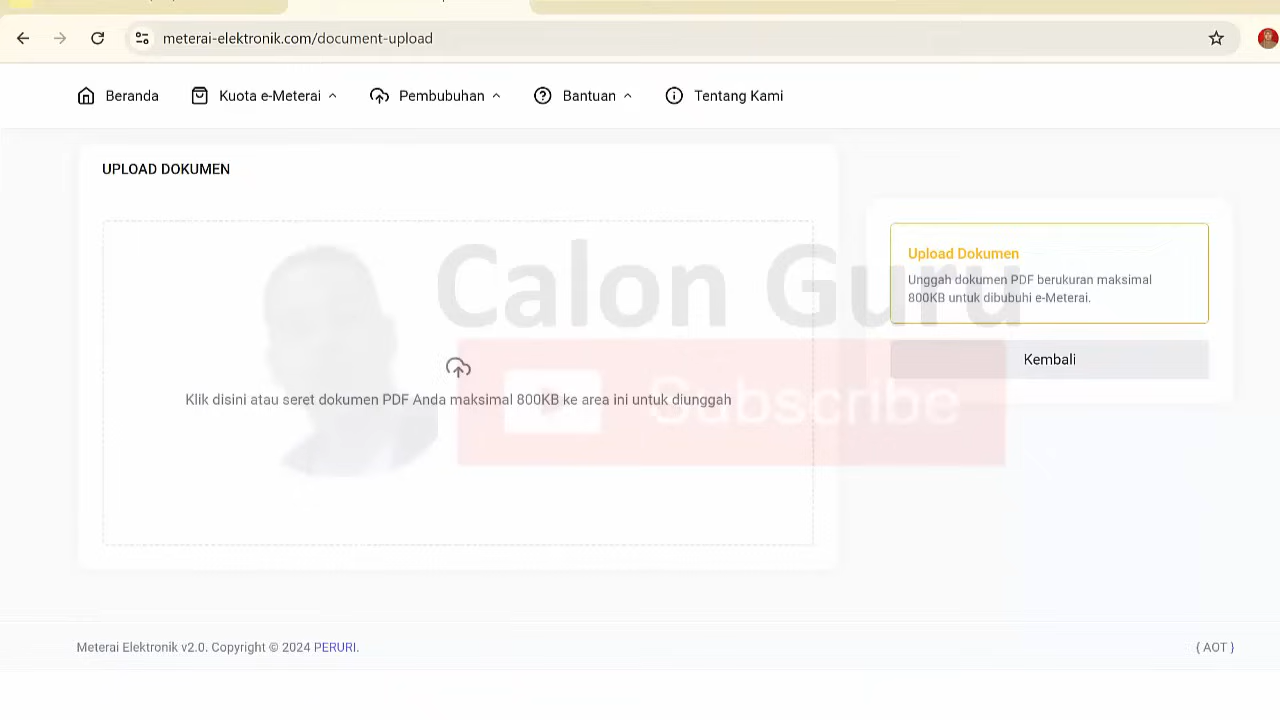 meterai-elektronik.com/document-upload
Beranda
Kuota e-Meterai
Pembubuhan
Bantuan
Tentang Kami
UPLOAD DOKUMEN
Calon Guru
Subscribe
Klik disini atau seret dokumen PDF Anda maksimal 800KB ke area ini untuk diunggah
Upload Dokumen
Unggah dokumen PDF berukuran maksimal
800KB untuk dibubuhi e-Meterai.
Kembali
Meterai Elektronik v2.0. Copyright © 2024 PERURI.
{ AOT }